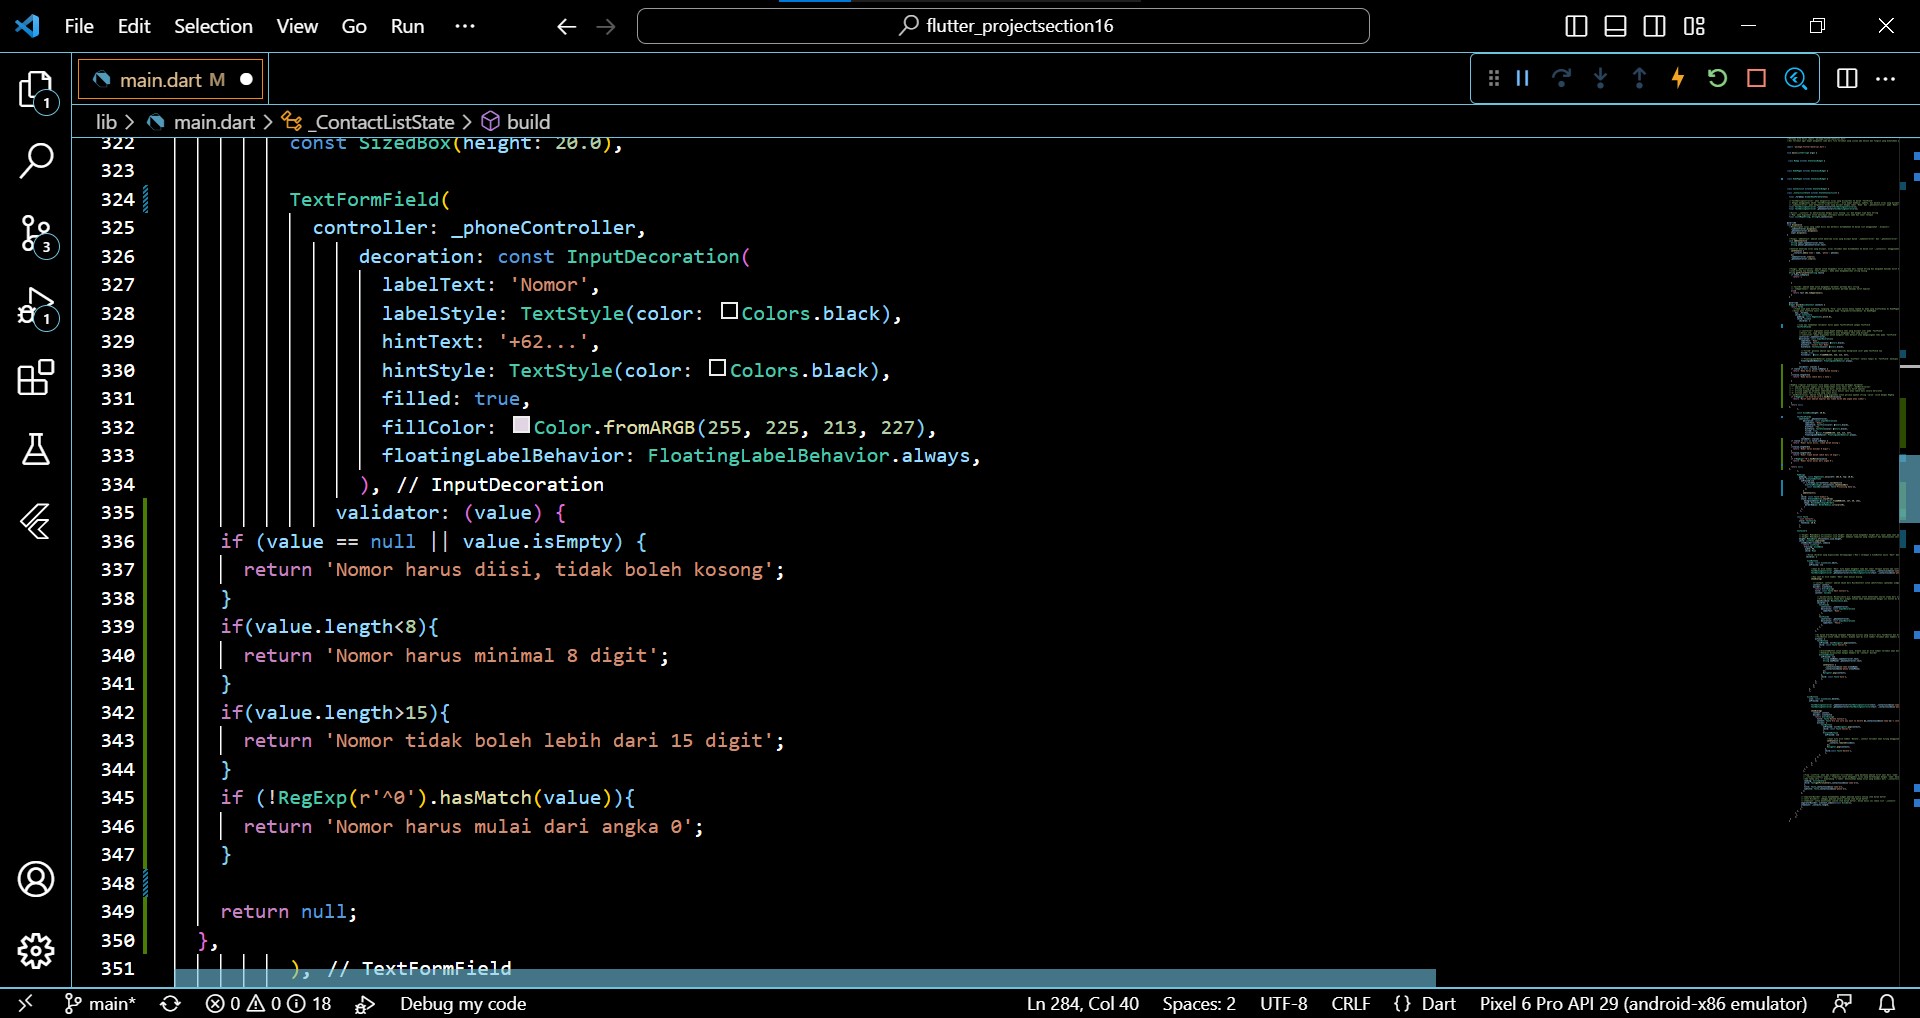 File Edit Selection View Go Run ··· flutter_projectsection16
1 main.dart M
lib > main.dart > _ContactListState > build
322 const SizedBox(height: 20.0),
323
324 TextFormField(
325 controller: _phoneController,
326 decoration: const InputDecoration(
327 labelText: 'Nomor',
328 labelStyle: TextStyle(color: Colors.black),
329 hintText: '+62...',
330 hintStyle: TextStyle(color: Colors.black),
331 filled: true,
332 fillColor: Color.fromARGB(255, 225, 213, 227),
333 floatingLabelBehavior: FloatingLabelBehavior.always,
334 ), // InputDecoration
335 validator: (value) {
336 if (value == null || value.isEmpty) {
337 return 'Nomor harus diisi, tidak boleh kosong';
338 }
339 if(value.length<8){
340 return 'Nomor harus minimal 8 digit';
341 }
342 if(value.length>15){
343 return 'Nomor tidak boleh lebih dari 15 digit';
344 }
345 if (!RegExp(r'^0').hasMatch(value)){
346 return 'Nomor harus mulai dari angka 0';
347 }
348
349 return null;
350 },
351 ), // TextFormField
3
1
main* 0 0 18 Debug my code Ln 284, Col 40 Spaces: 2 UTF-8 CRLF {} Dart Pixel 6 Pro API 29 (android-x86 emulator)